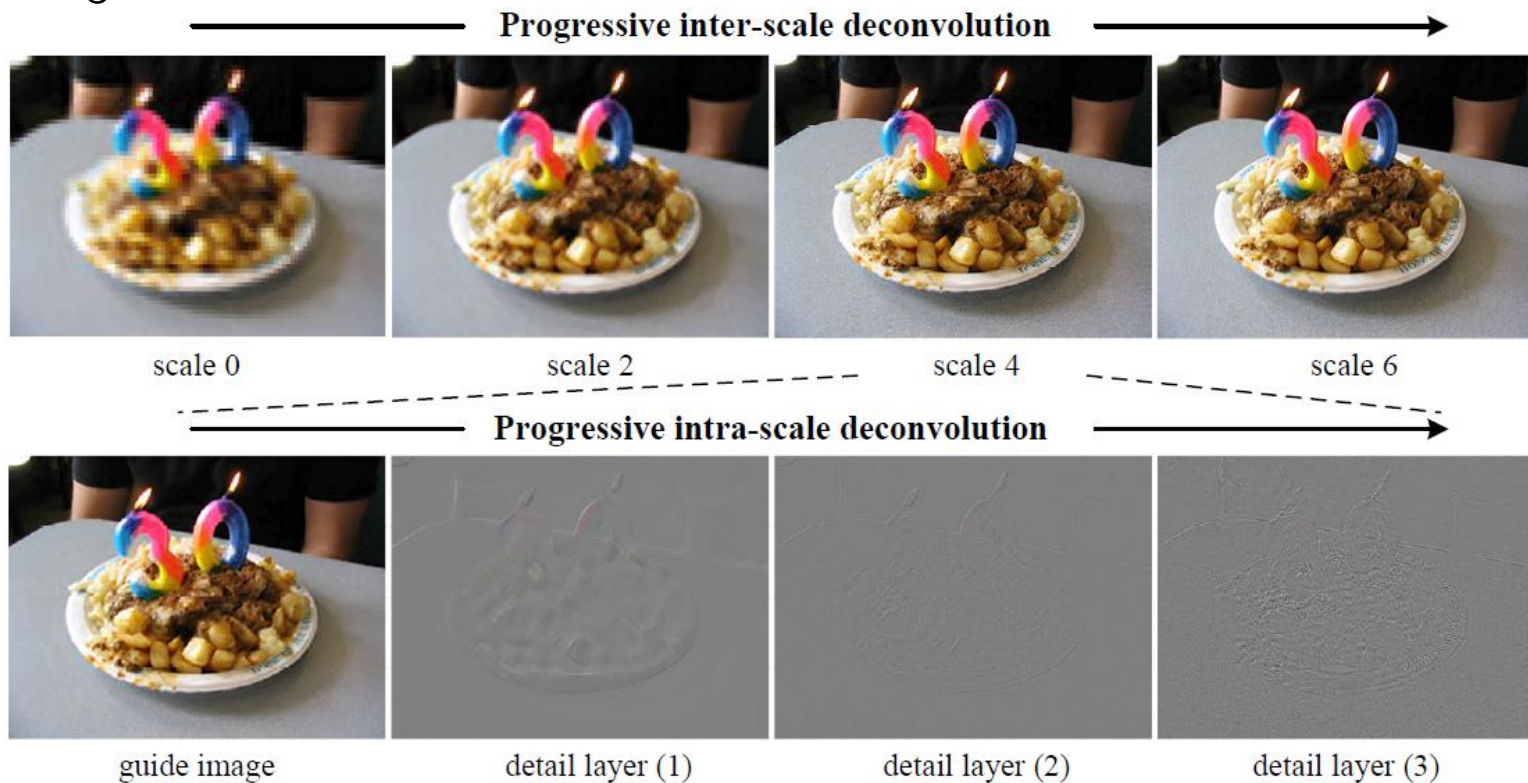 Progressive inter-scale deconvolution
scale 0
scale 2
scale 4
scale 6
Progressive intra-scale deconvolution
guide image
detail layer (1)
detail layer (2)
detail layer (3)